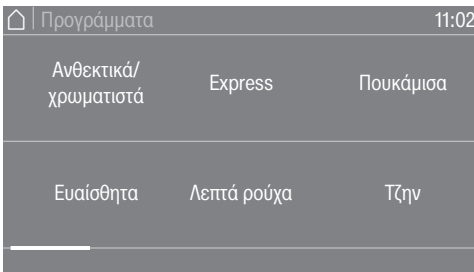 Προγράμματα 11:02
Ανθεκτικά/
χρωματιστά
Express
Πουκάμισα
Ευαίσθητα
Λεπτά ρούχα
Τζην